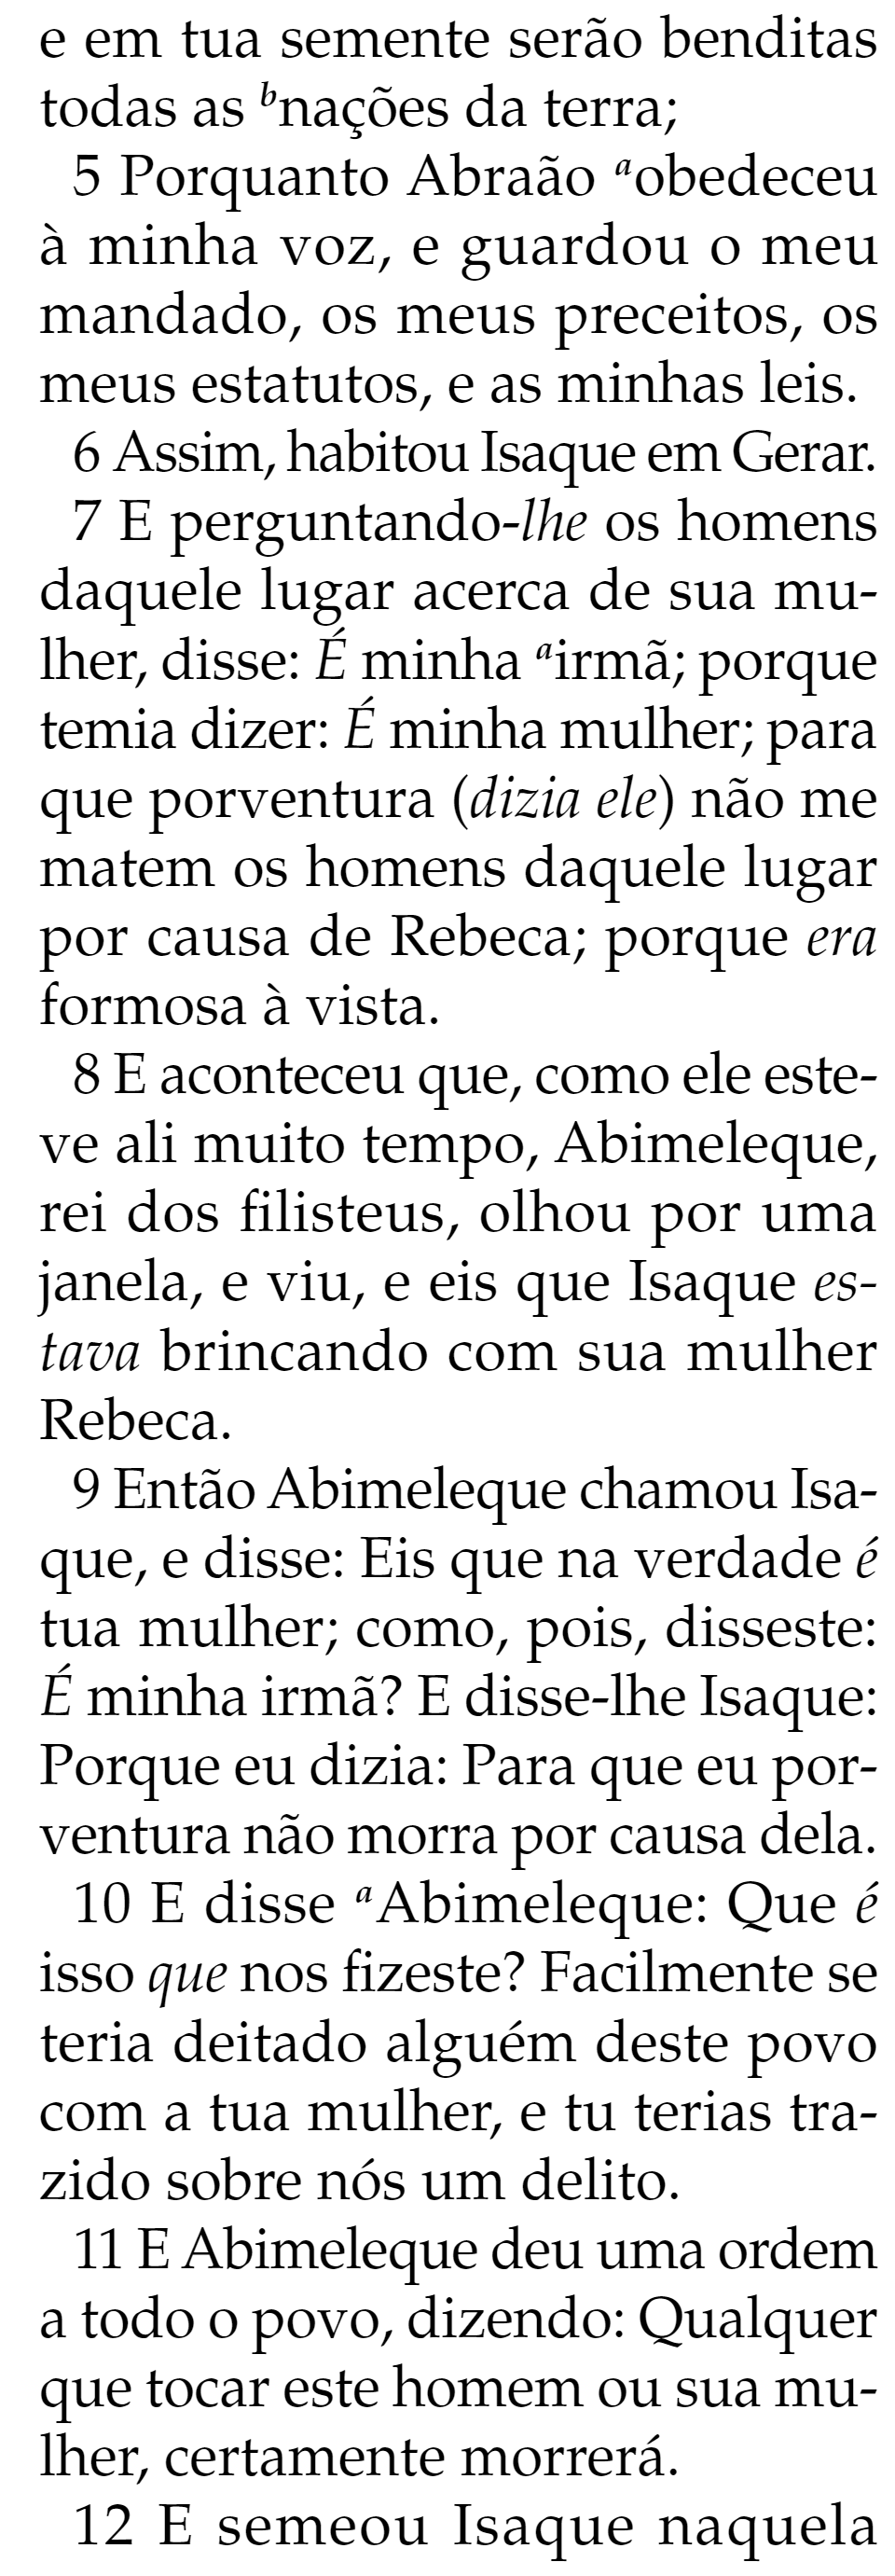 e em tua semente serão benditas
todas as bnações da terra;
5 Porquanto Abraão aobedeceu
à minha voz, e guardou o meu
mandado, os meus preceitos, os
meus estatutos, e as minhas leis.
6 Assim, habitou Isaque em Gerar.
7 E perguntando-lhe os homens
daquele lugar acerca de sua mu-
lher, disse: É minha airmã; porque
temia dizer: É minha mulher; para
que porventura (dizia ele) não me
matem os homens daquele lugar
por causa de Rebeca; porque era
formosa à vista.
8 E aconteceu que, como ele este-
ve ali muito tempo, Abimeleque,
rei dos filisteus, olhou por uma
janela, e viu, e eis que Isaque es-
tava brincando com sua mulher
Rebeca.
9 Então Abimeleque chamou Isa-
que, e disse: Eis que na verdade é
tua mulher; como, pois, disseste:
É minha irmã? E disse-lhe Isaque:
Porque eu dizia: Para que eu por-
ventura não morra por causa dela.
10 E disse aAbimeleque: Que é
isso que nos fizeste? Facilmente se
teria deitado alguém deste povo
com a tua mulher, e tu terias tra-
zido sobre nós um delito.
11 E Abimeleque deu uma ordem
a todo o povo, dizendo: Qualquer
que tocar este homem ou sua mu-
lher, certamente morrerá.
12 E semeou Isaque naquela